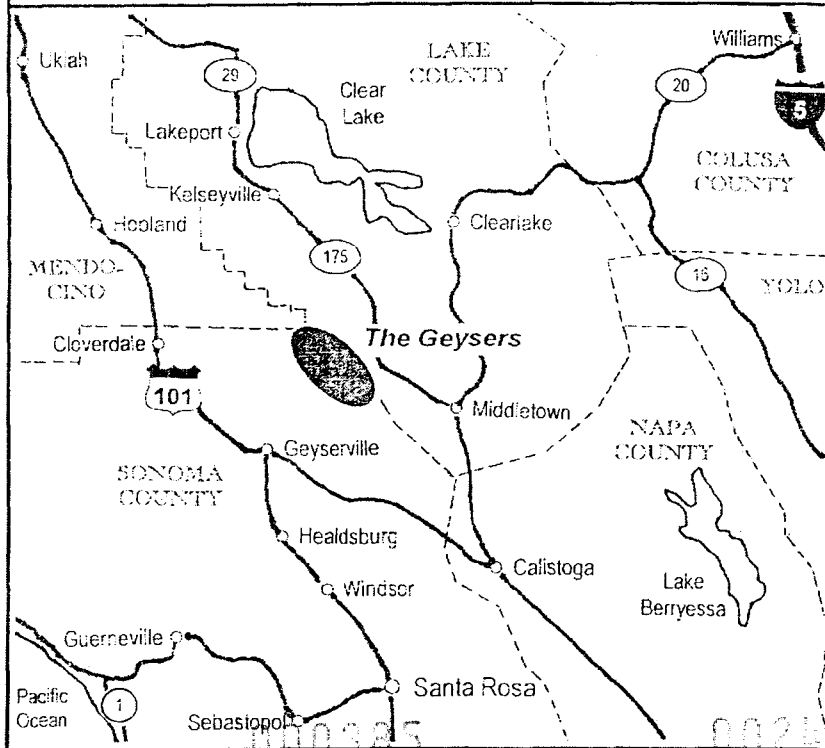 Ukiah
29
Clear
Lake
LAKE
COUNTY
Williams
20
5
Lakeport
COLUSA
COUNTY
Kelseyville
Hopland
Clearlake
175
MENDO-
CINO
16
YOLO
Cloverdale
The Geysers
101
Middletown
Geyserville
NAPA
COUNTY
SONOMA
COUNTY
Healdsburg
Calistoga
Windsor
Lake
Berryessa
Guerneville
Pacific
Ocean
1
Santa Rosa
Sebastopol
000385